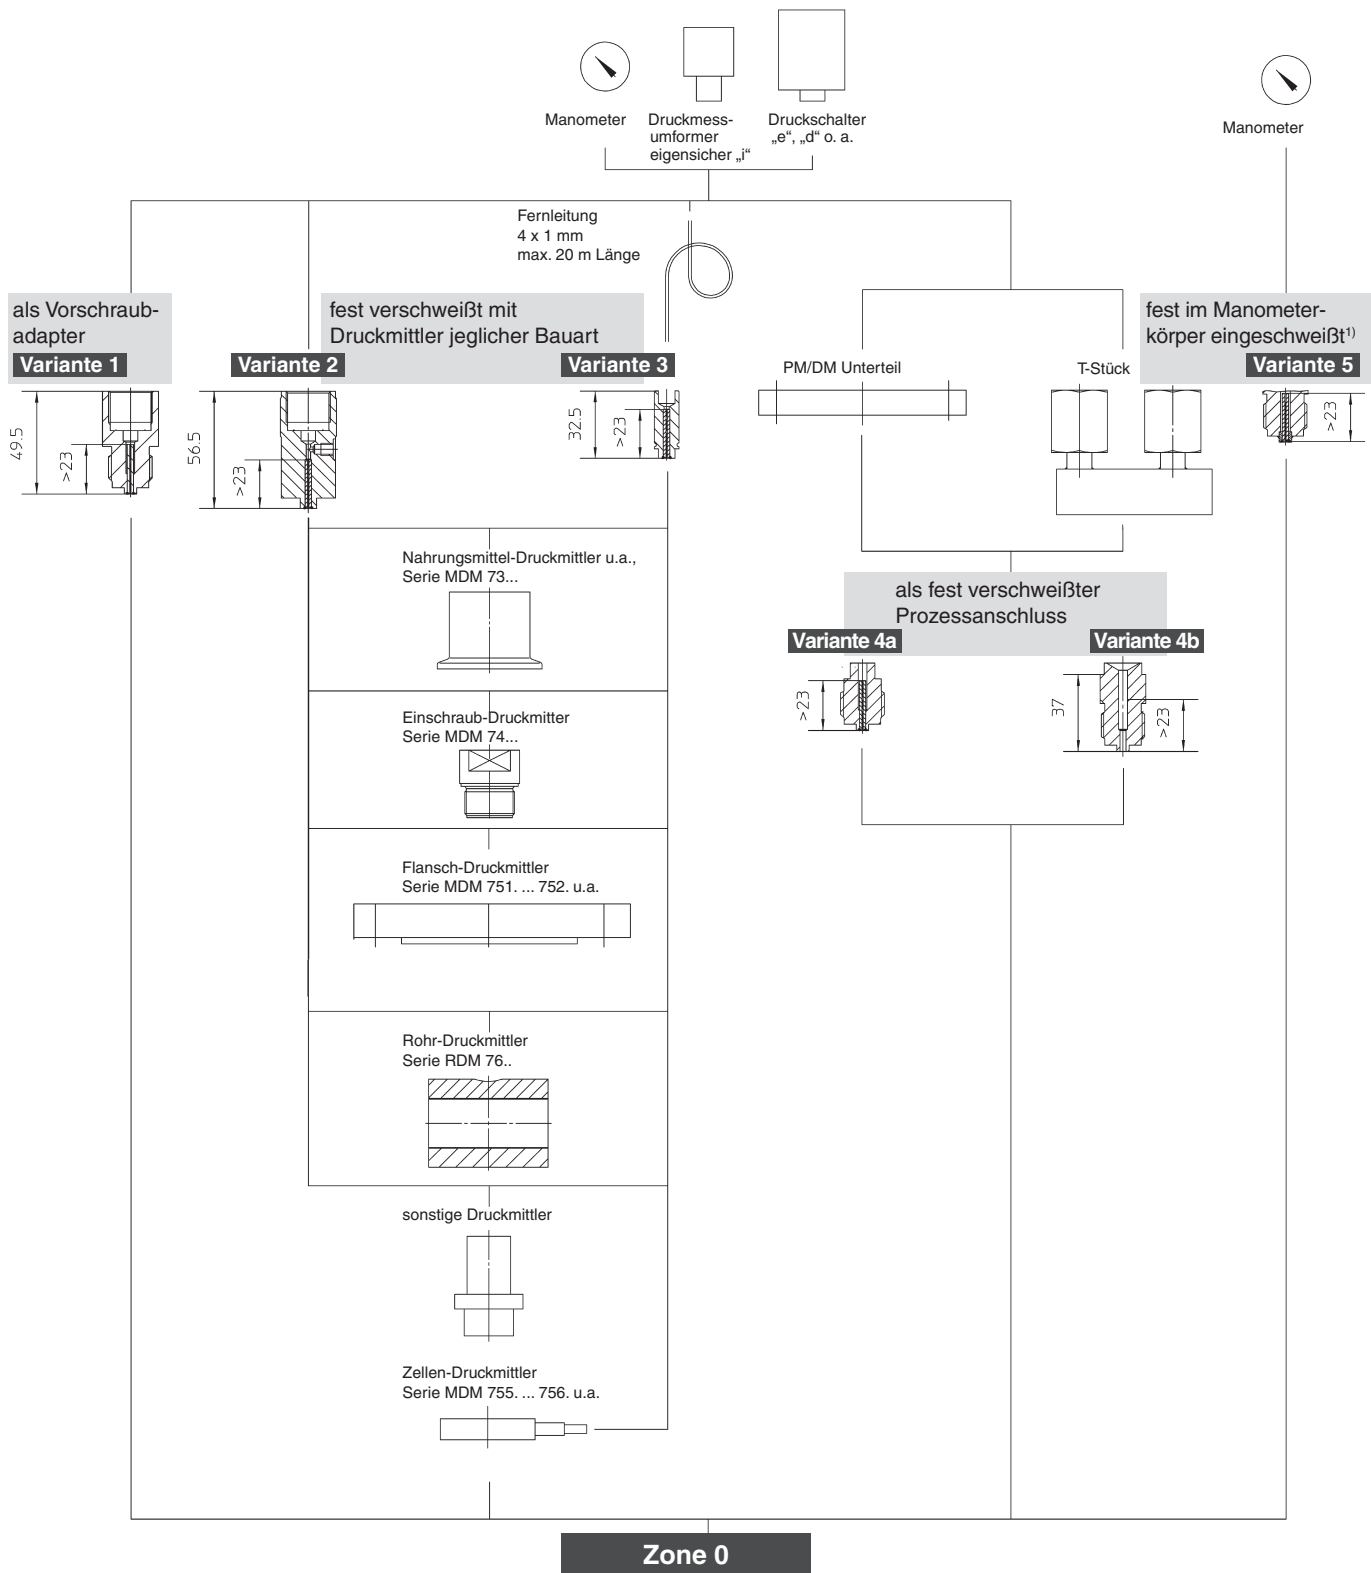 Manometer
Druckmess-
umformer
eigensicher „i“
Druckschalter
„e“, „d“ o. a.
Manometer
Fernleitung
4 x 1 mm
max. 20 m Länge
als Vorschraub-
adapter
Variante 1
fest verschweißt mit
Druckmittler jeglicher Bauart
Variante 2
Variante 3
fest im Manometer-
körper eingeschweißt¹⁾
Variante 5
PM/DM Unterteil
T-Stück
49.5
>23
56.5
>23
32.5
>23
>23
Nahrungsmittel-Druckmittler u.a.,
Serie MDM 73...
als fest verschweißter
Prozessanschluss
Variante 4a
Variante 4b
>23
37
>23
Einschraub-Druckmitter
Serie MDM 74...
Flansch-Druckmittler
Serie MDM 751. ... 752. u.a.
Rohr-Druckmittler
Serie RDM 76..
sonstige Druckmittler
Zellen-Druckmittler
Serie MDM 755. ... 756. u.a.
Zone 0